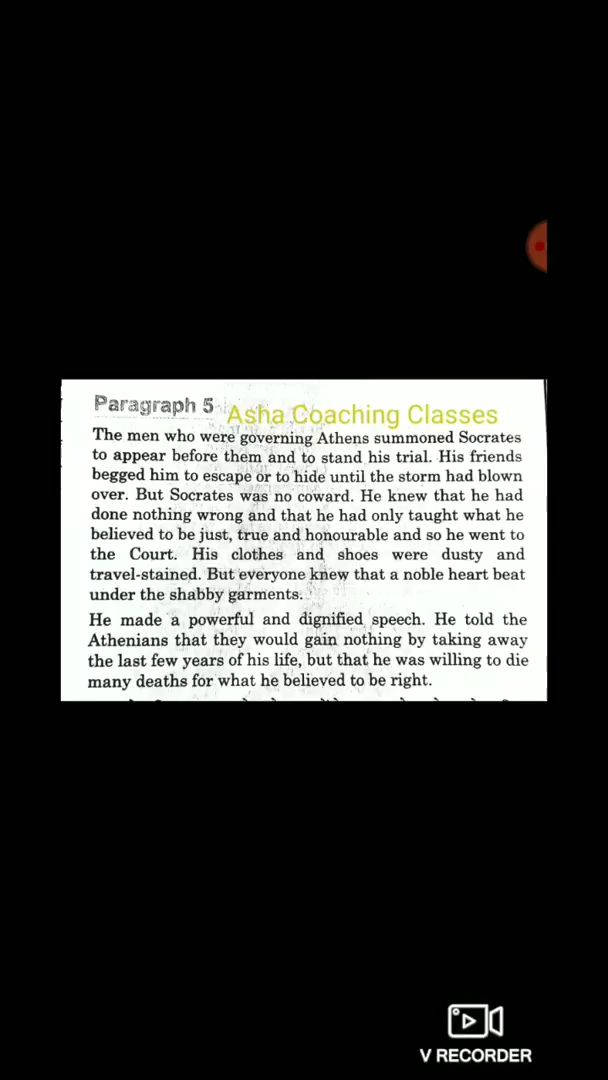 Paragraph 5
Asha Coaching Classes
The men who were governing Athens summoned Socrates
to appear before them and to stand his trial. His friends
begged him to escape or to hide until the storm had blown
over. But Socrates was no coward. He knew that he had
done nothing wrong and that he had only taught what he
believed to be just, true and honourable and so he went to
the Court. His clothes and shoes were dusty and
travel-stained. But everyone knew that a noble heart beat
under the shabby garments.
He made a powerful and dignified speech. He told the
Athenians that they would gain nothing by taking away
the last few years of his life, but that he was willing to die
many deaths for what he believed to be right.
V RECORDER